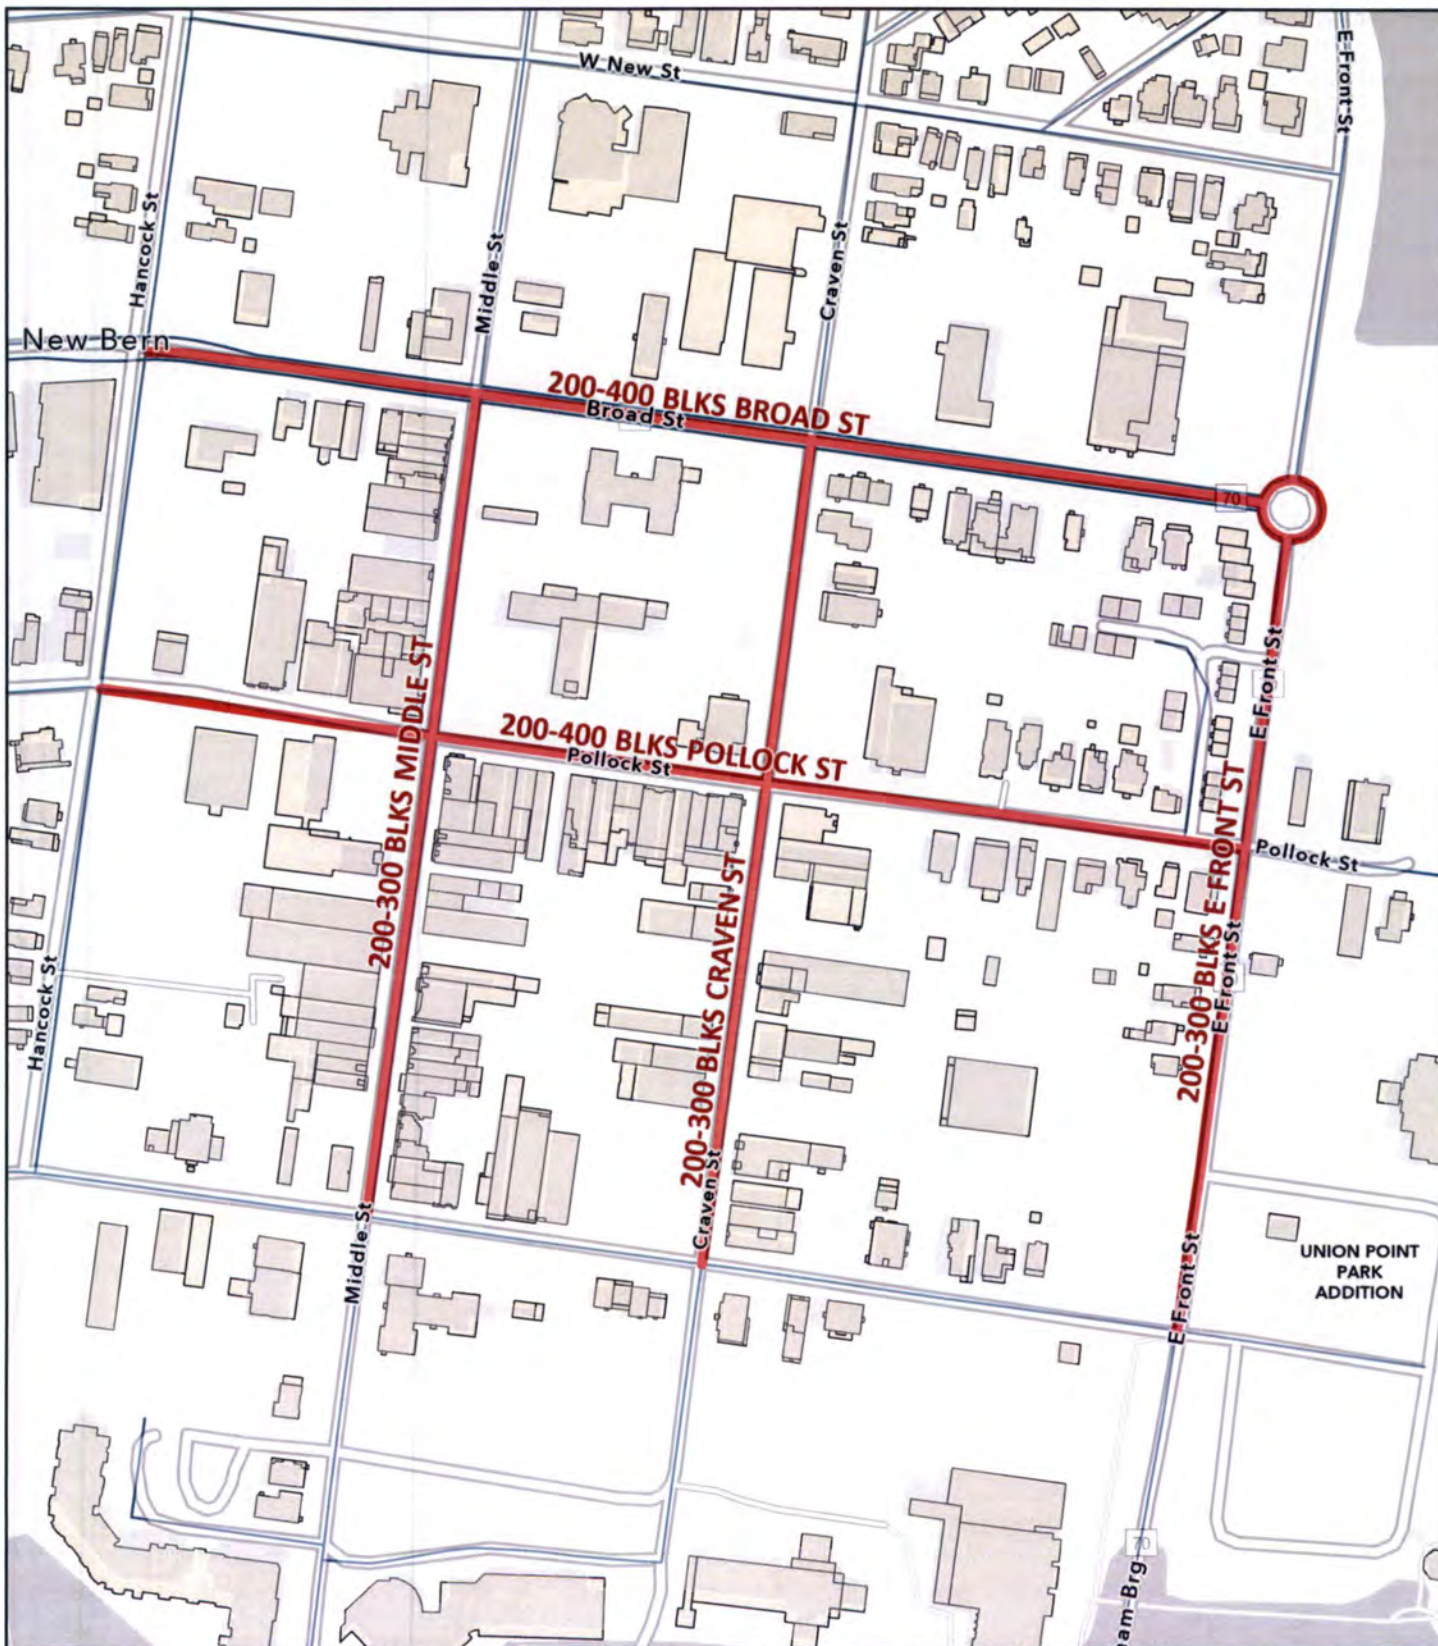 E Front St
W New St
Hancock St
Middle St
Craven St
New Bern
200-400 BLKS BROAD ST
Broad St
70
200-300 BLKS MIDDLE ST
E Front St
200-400 BLKS POLLOCK ST
Pollock St
200-300 BLKS E FRONT ST
Pollock St
200-300 BLKS CRAVEN ST
E Front St
Hancock St
Craven St
Middle St
E Front St
UNION POINT
PARK
ADDITION
70